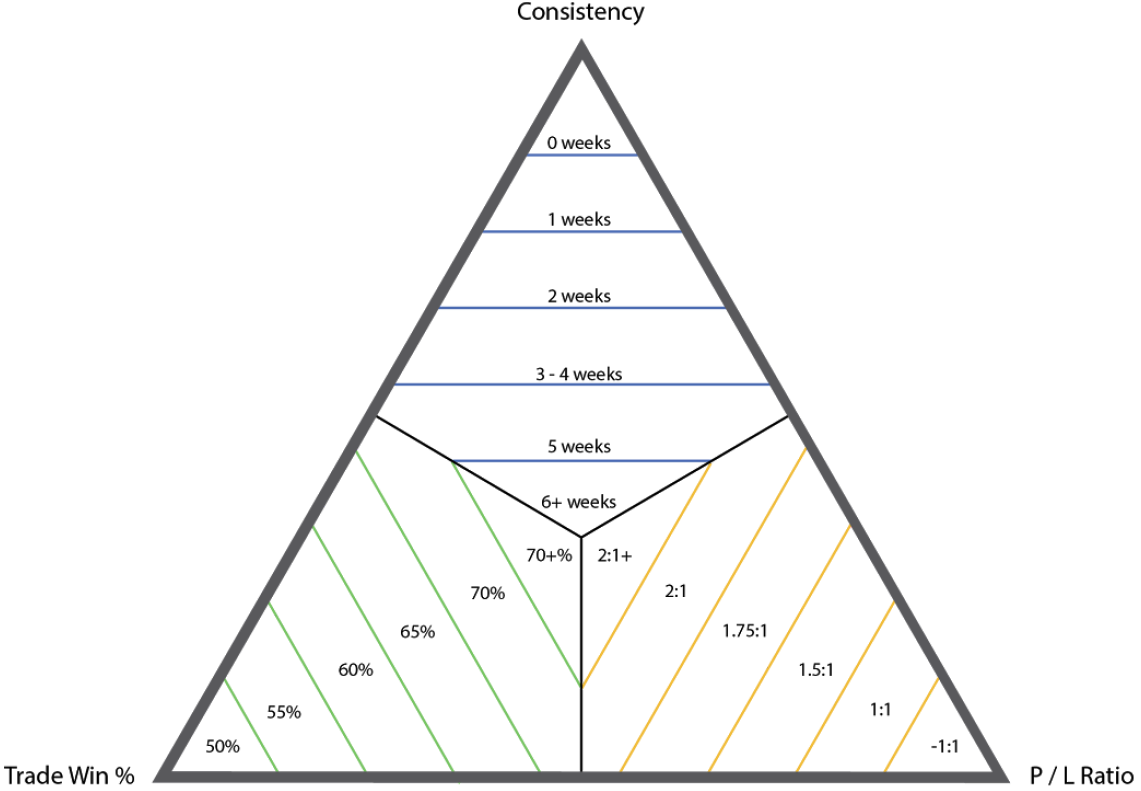 Consistency
0 weeks
1 weeks
2 weeks
3 - 4 weeks
5 weeks
6+ weeks
70+%
2:1+
70%
2:1
65%
1.75:1
60%
1.5:1
55%
1:1
50%
-1:1
Trade Win %
P / L Ratio